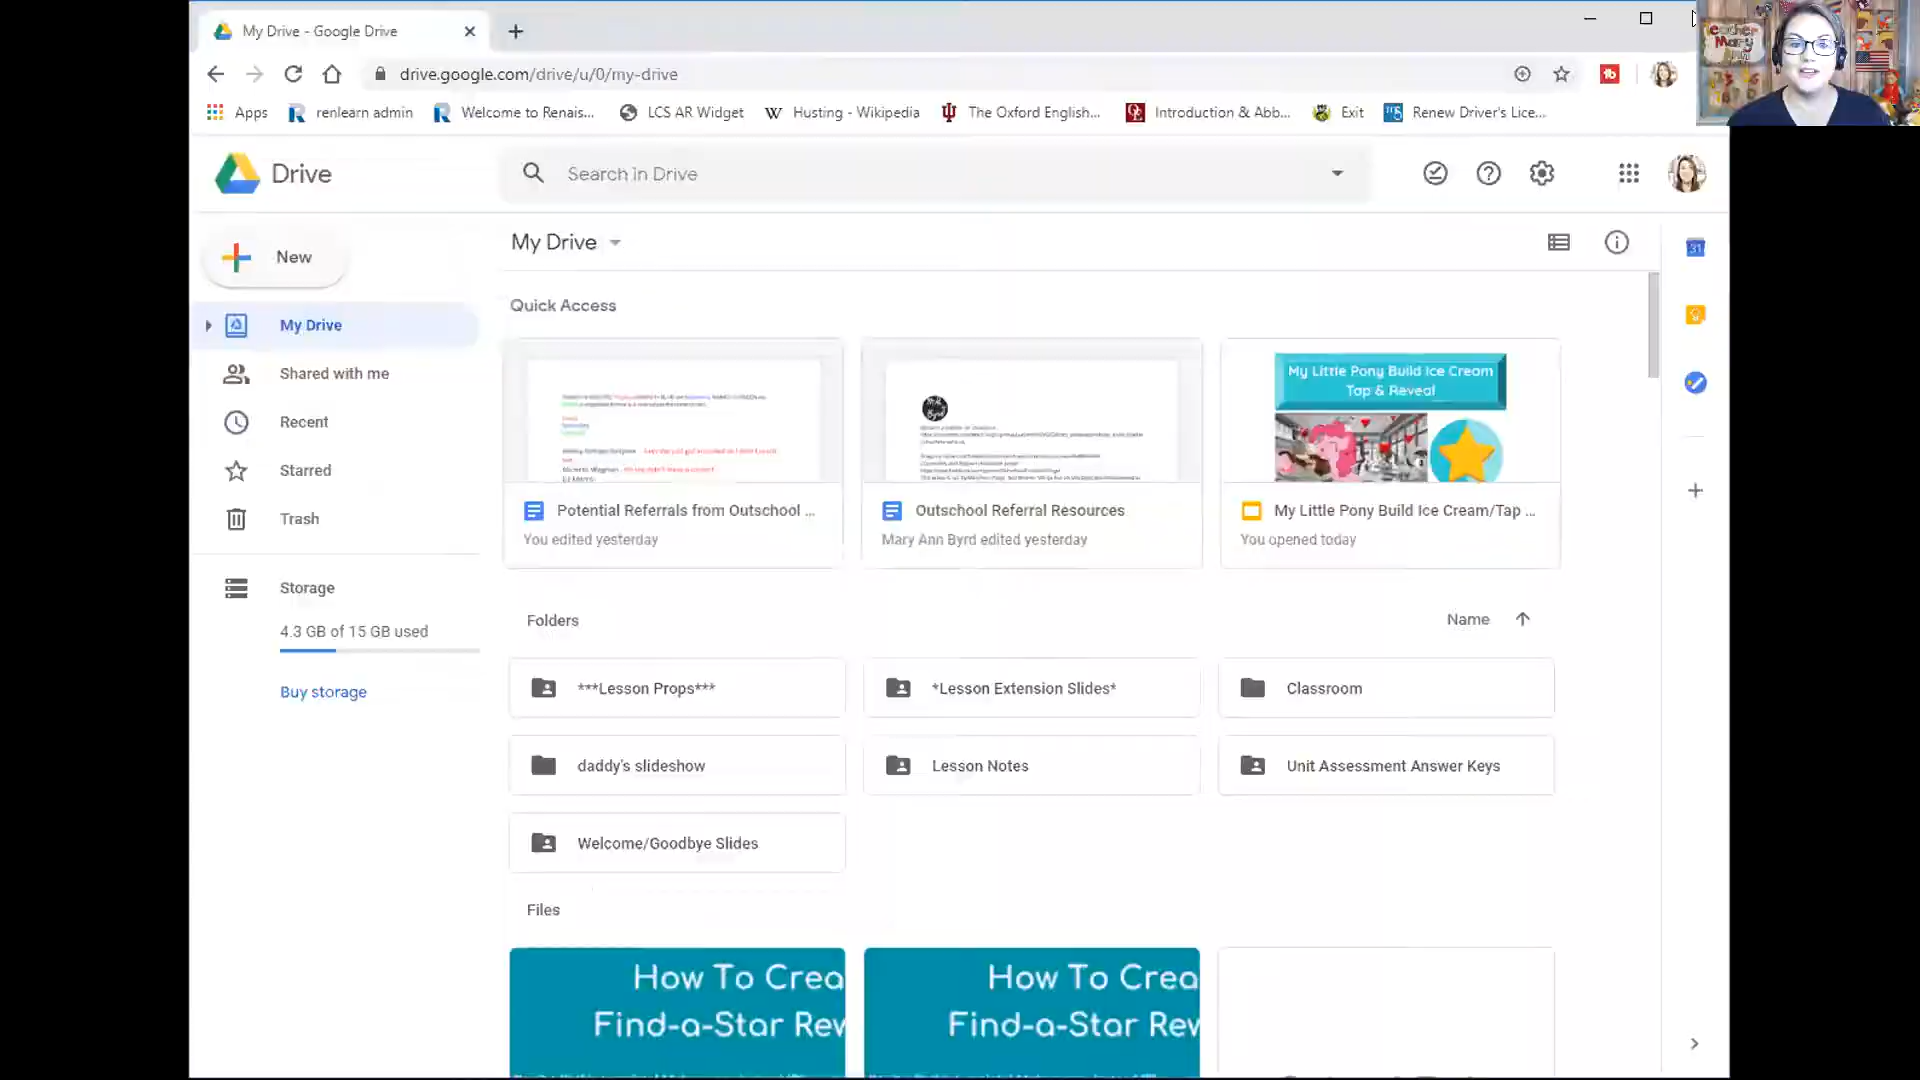 My Drive - Google Drive
drive.google.com/drive/u/0/my-drive
Apps renlearn admin Welcome to Renais... LCS AR Widget Husting - Wikipedia The Oxford English... Introduction & Abb... Exit Renew Driver's Lice...
Teacher
Mary
Drive
Search in Drive
New
My Drive
Shared with me
Recent
Starred
Trash
Storage
4.3 GB of 15 GB used
Buy storage
My Drive
Quick Access
My Little Pony Build Ice Cream
Tap & Reveal
Potential Referrals from Outschool ...
You edited yesterday
Outschool Referral Resources
Mary Ann Byrd edited yesterday
My Little Pony Build Ice Cream/Tap ...
You opened today
Folders
Name
***Lesson Props***
*Lesson Extension Slides*
Classroom
daddy's slideshow
Lesson Notes
Unit Assessment Answer Keys
Welcome/Goodbye Slides
Files
How To Crea
Find-a-Star Rev
How To Crea
Find-a-Star Rev
31